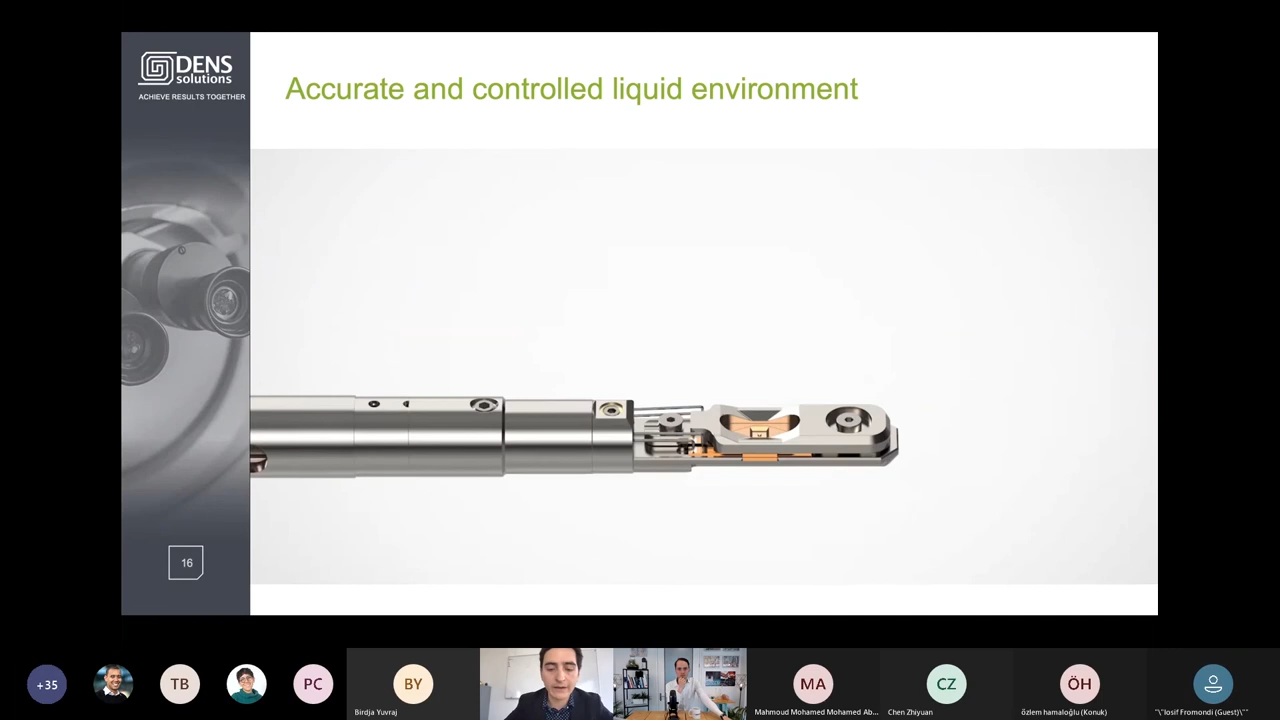 DENS
solutions
ACHIEVE RESULTS TOGETHER
Accurate and controlled liquid environment
16
+35
TB
PC
BY
Birdja Yuvraj
MA
Mahmoud Mohamed Mohamed Ab...
CZ
Chen Zhiyuan
ÖH
özlem hamaloğlu (Konuk)
"\"Iosif Fromondi (Guest)\""